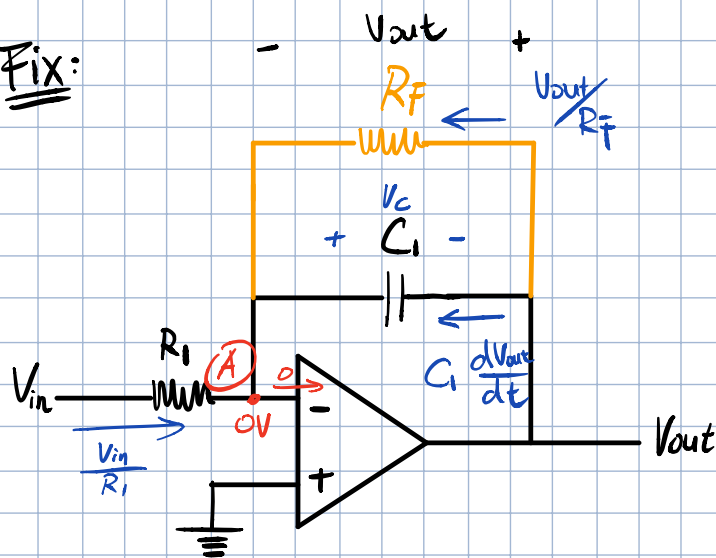 Fix:
- Vout +
RF
Vout/RF
Vc
+ C1 -
R1
A
0
C1 dVout/dt
Vin
0V
-
Vin/R1
+
Vout